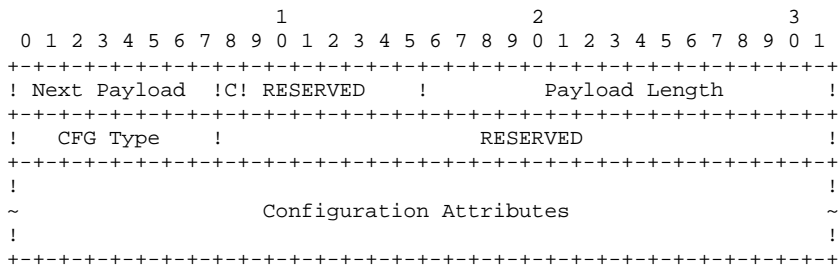 1                   2                   3
 0 1 2 3 4 5 6 7 8 9 0 1 2 3 4 5 6 7 8 9 0 1 2 3 4 5 6 7 8 9 0 1
+-+-+-+-+-+-+-+-+-+-+-+-+-+-+-+-+-+-+-+-+-+-+-+-+-+-+-+-+-+-+-+-+
! Next Payload  !C! RESERVED    !         Payload Length        !
+-+-+-+-+-+-+-+-+-+-+-+-+-+-+-+-+-+-+-+-+-+-+-+-+-+-+-+-+-+-+-+-+
!   CFG Type    !                    RESERVED                   !
+-+-+-+-+-+-+-+-+-+-+-+-+-+-+-+-+-+-+-+-+-+-+-+-+-+-+-+-+-+-+-+-+
!                                                               !
~                   Configuration Attributes                    ~
!                                                               !
+-+-+-+-+-+-+-+-+-+-+-+-+-+-+-+-+-+-+-+-+-+-+-+-+-+-+-+-+-+-+-+-+